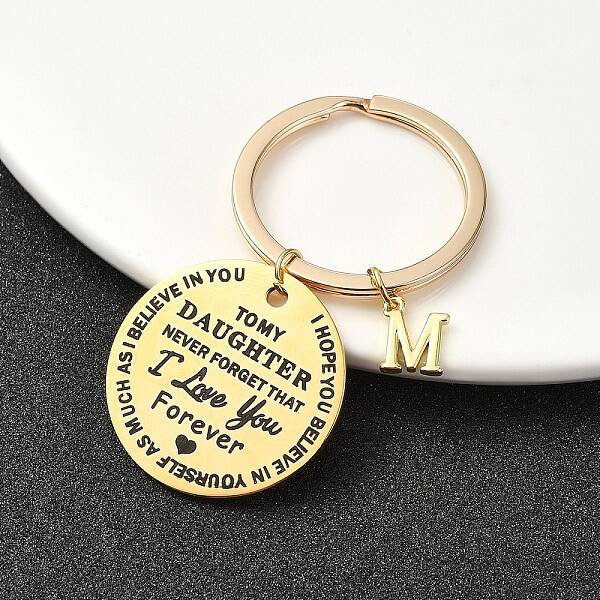 TO MY
DAUGHTER
NEVER FORGET THAT
I Love You
Forever
I HOPE YOU BELIEVE IN YOURSELF AS MUCH AS I BELIEVE IN YOU
M